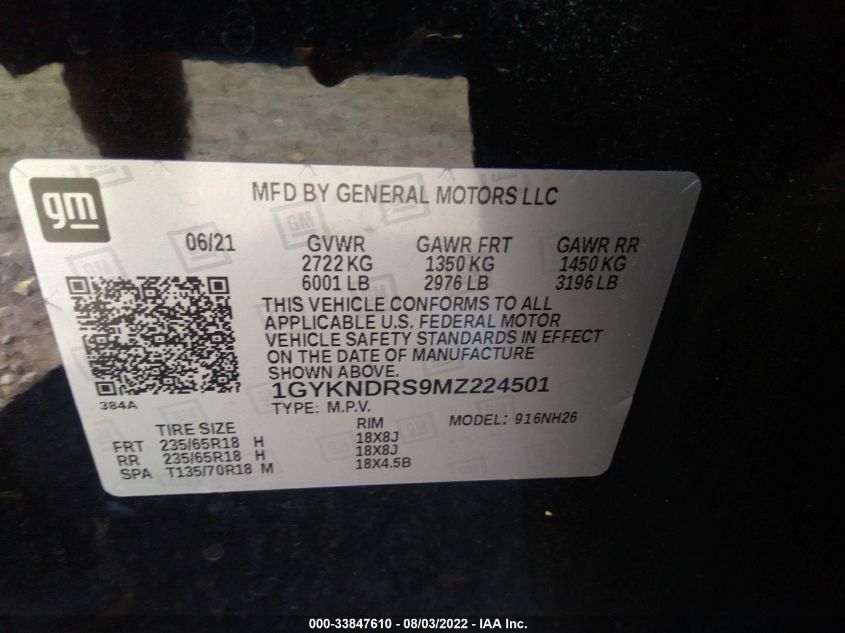 gm
MFD BY GENERAL MOTORS LLC
06/21 GVWR GAWR FRT GAWR RR
2722 KG 1350 KG 1450 KG
6001 LB 2976 LB 3196 LB
THIS VEHICLE CONFORMS TO ALL
APPLICABLE U.S. FEDERAL MOTOR
VEHICLE SAFETY STANDARDS IN EFFECT
ON THE DATE OF MANUFACTURE
SHOWN ABOVE.
1GYKNDRS9MZ224501
384A
TYPE: M.P.V. MODEL: 916NH26
TIRE SIZE RIM
FRT 235/65R18 H 18X8J
RR 235/65R18 H 18X8J
SPA T135/70R18 M 18X4.5B
000-33847610 - 08/03/2022 - IAA Inc.